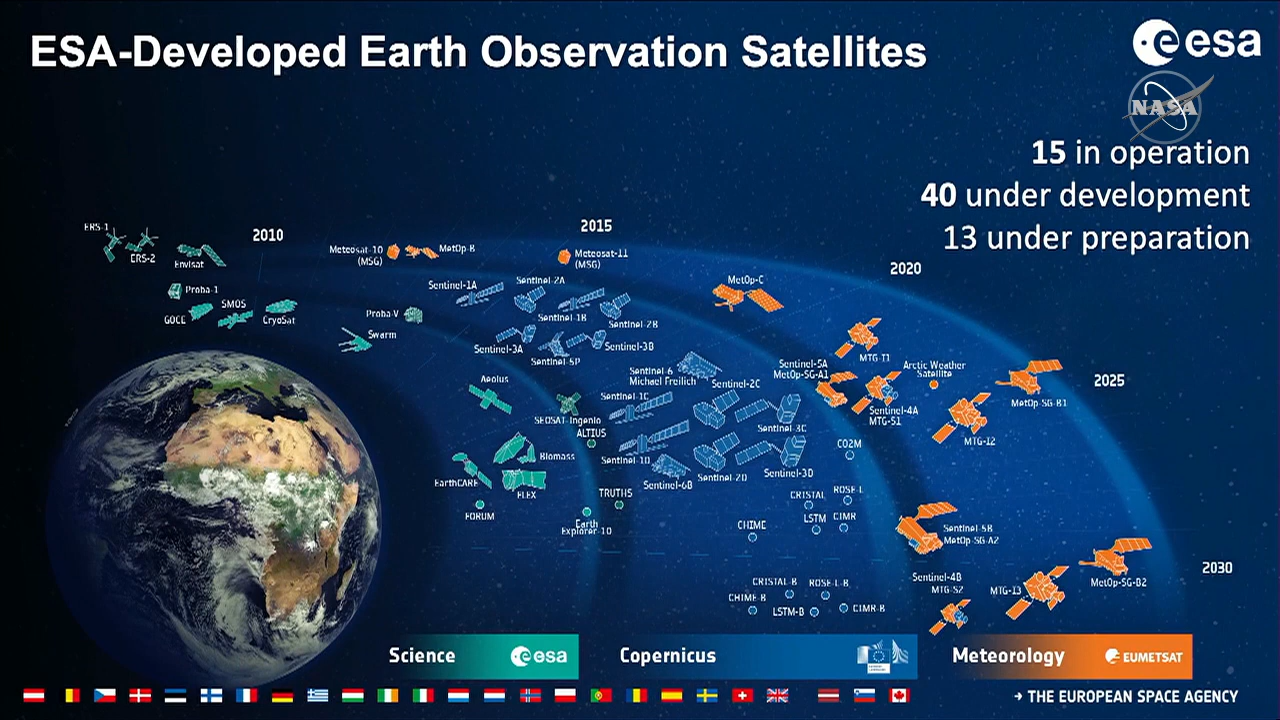 ESA-Developed Earth Observation Satellites
esa
NASA
15 in operation
40 under development
13 under preparation
2010
2015
2020
2025
2030
ERS-1
ERS-2
Envisat
Meteosat-10
(MSG)
MetOp-B
Meteosat-11
(MSG)
MetOp-C
Proba-1
GOCE
SMOS
CryoSat
Proba-V
Swarm
Sentinel-1A
Sentinel-2A
Sentinel-1B
Sentinel-2B
Sentinel-3A
Sentinel-5P
Sentinel-3B
MTG-I1
Sentinel-5A
MetOp-SG-A1
Arctic Weather
Satellite
MetOp-SG-B1
Sentinel-4A
MTG-S1
MTG-I2
Aeolus
Sentinel-6
Michael Freilich
Sentinel-2C
Sentinel-1C
SEOSAT-Ingenio
ALTIUS
Sentinel-3C
CO2M
Biomass
EarthCARE
FLEX
Sentinel-1D
Sentinel-6B
Sentinel-2D
Sentinel-3D
FORUM
TRUTHS
Earth
Explorer-10
CRISTAL
ROSE-L
LSTM
CIMR
CHIME
Sentinel-5B
MetOp-SG-A2
MetOp-SG-B2
CRISTAL-B
ROSE-L-B
CHIME-B
LSTM-B
CIMR-B
Sentinel-4B
MTG-S2
MTG-I3
Science
esa
Copernicus
Meteorology
EUMETSAT
→ THE EUROPEAN SPACE AGENCY